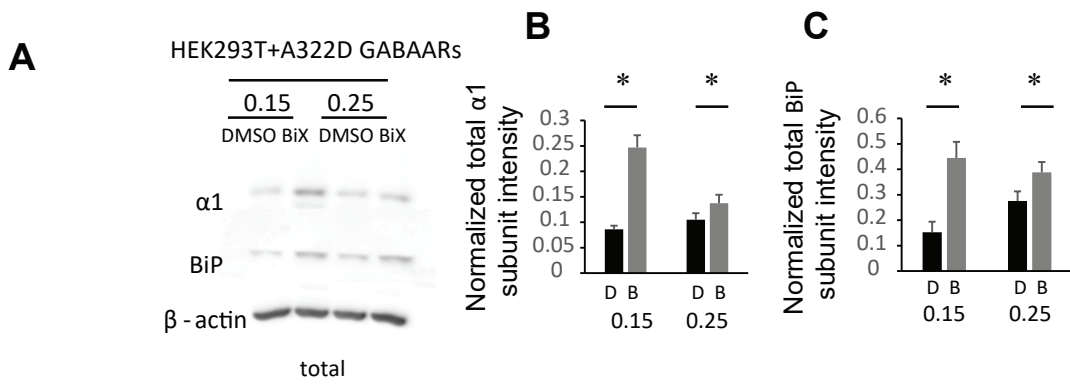 A
HEK293T+A322D GABAARs
0.15 0.25
DMSO BiX DMSO BiX
α1
BiP
β - actin
total
B
Normalized total α1
subunit intensity
* *
0.3
0.25
0.2
0.15
0.1
0.05
0
D B D B
0.15 0.25
C
Normalized total BiP
subunit intensity
* *
0.6
0.5
0.4
0.3
0.2
0.1
0
D B D B
0.15 0.25